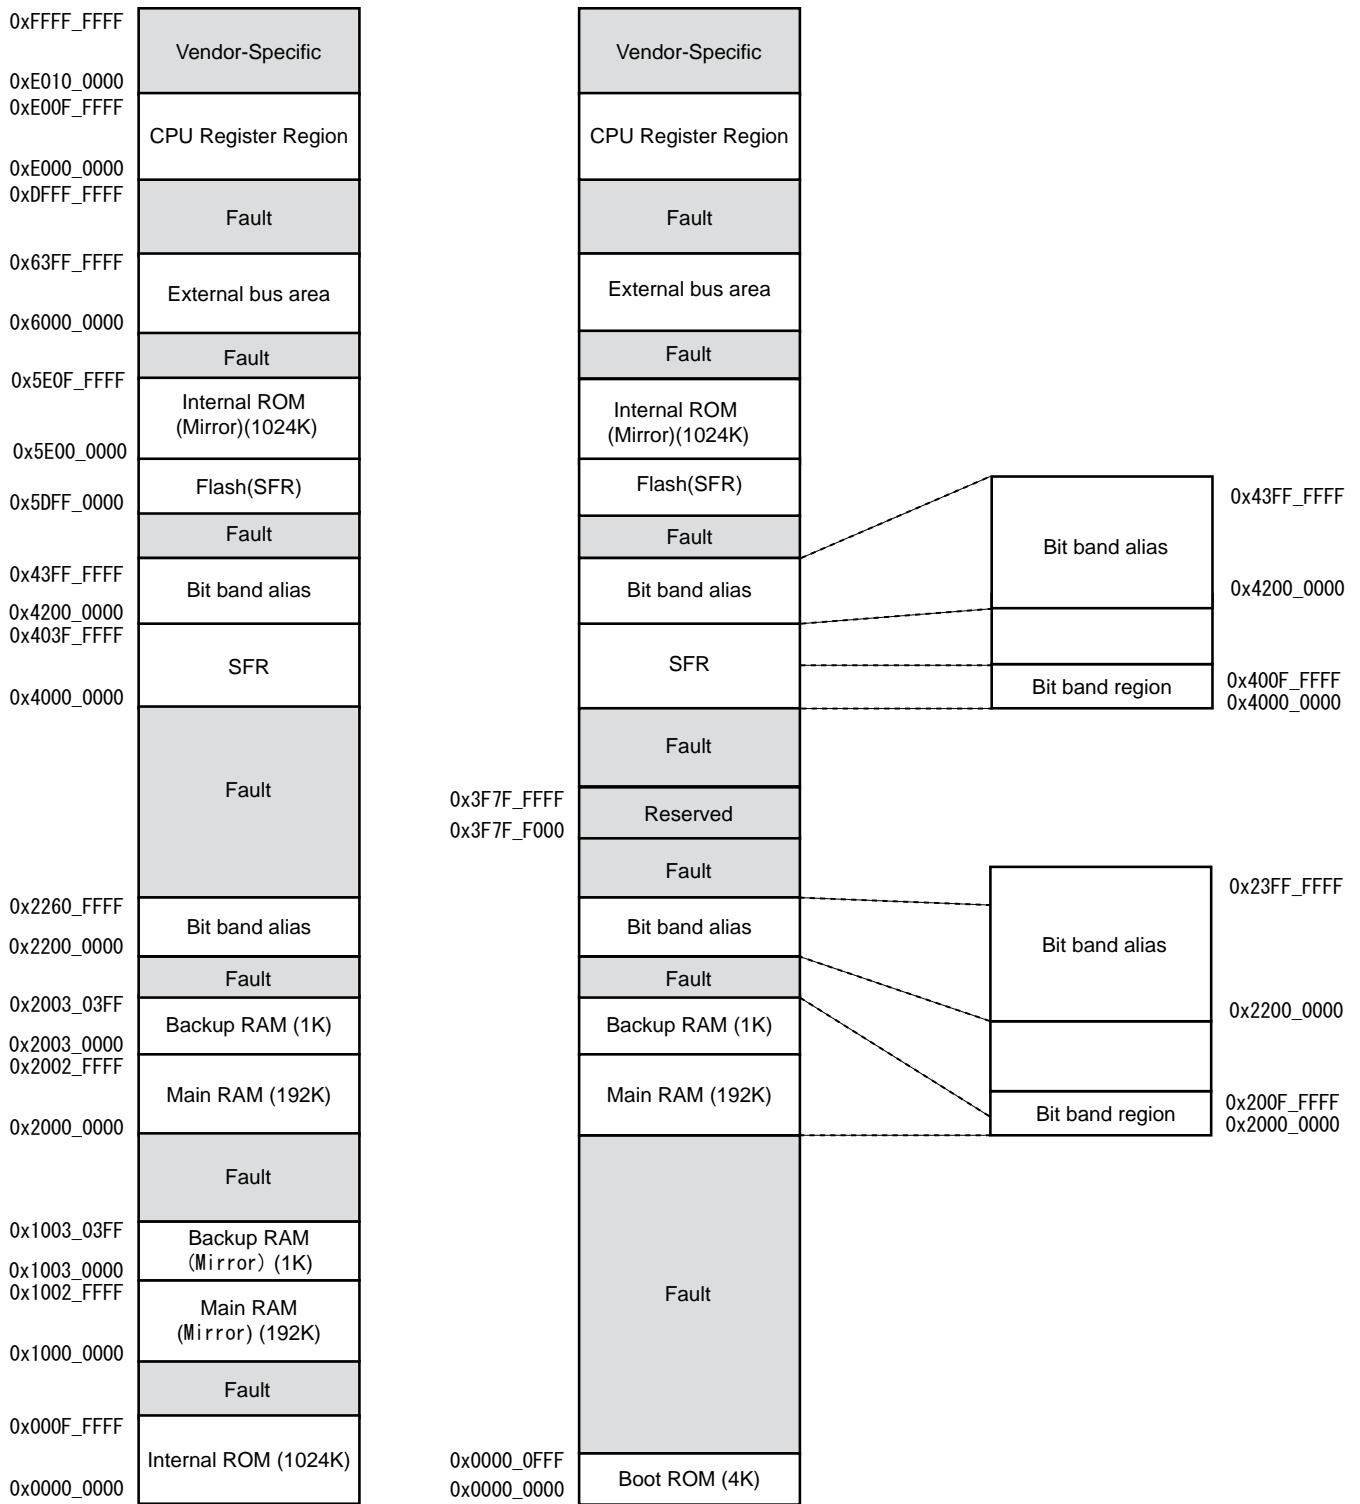 0xFFFF_FFFF
Vendor-Specific
0xE010_0000
0xE00F_FFFF
CPU Register Region
0xE000_0000
0xDFFF_FFFF
Fault
0x63FF_FFFF
External bus area
0x6000_0000
Fault
0x5E0F_FFFF
Internal ROM
(Mirror)(1024K)
0x5E00_0000
Flash(SFR)
0x5DFF_0000
Fault
0x43FF_FFFF
Bit band alias
0x4200_0000
0x403F_FFFF
SFR
0x4000_0000
Fault
0x2260_FFFF
Bit band alias
0x2200_0000
Fault
0x2003_03FF
Backup RAM (1K)
0x2003_0000
0x2002_FFFF
Main RAM (192K)
0x2000_0000
Fault
0x1003_03FF
Backup RAM
(Mirror) (1K)
0x1003_0000
0x1002_FFFF
Main RAM
(Mirror) (192K)
0x1000_0000
Fault
0x000F_FFFF
Internal ROM (1024K)
0x0000_0000
Vendor-Specific
CPU Register Region
Fault
External bus area
Fault
Internal ROM
(Mirror)(1024K)
Flash(SFR)
Fault
Bit band alias
SFR
Fault
0x3F7F_FFFF
Reserved
0x3F7F_F000
Fault
Bit band alias
Fault
Backup RAM (1K)
Main RAM (192K)
Fault
0x0000_0FFF
Boot ROM (4K)
0x0000_0000
0x43FF_FFFF
Bit band alias
0x4200_0000
Bit band region
0x400F_FFFF
0x4000_0000
0x23FF_FFFF
Bit band alias
0x2200_0000
Bit band region
0x200F_FFFF
0x2000_0000